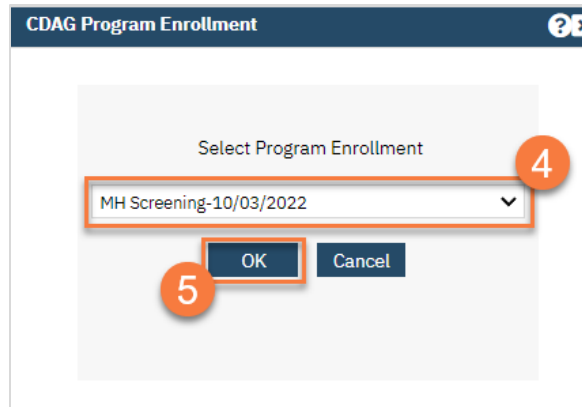 CDAG Program Enrollment ?
Select Program Enrollment
4
MH Screening-10/03/2022
OK Cancel
5